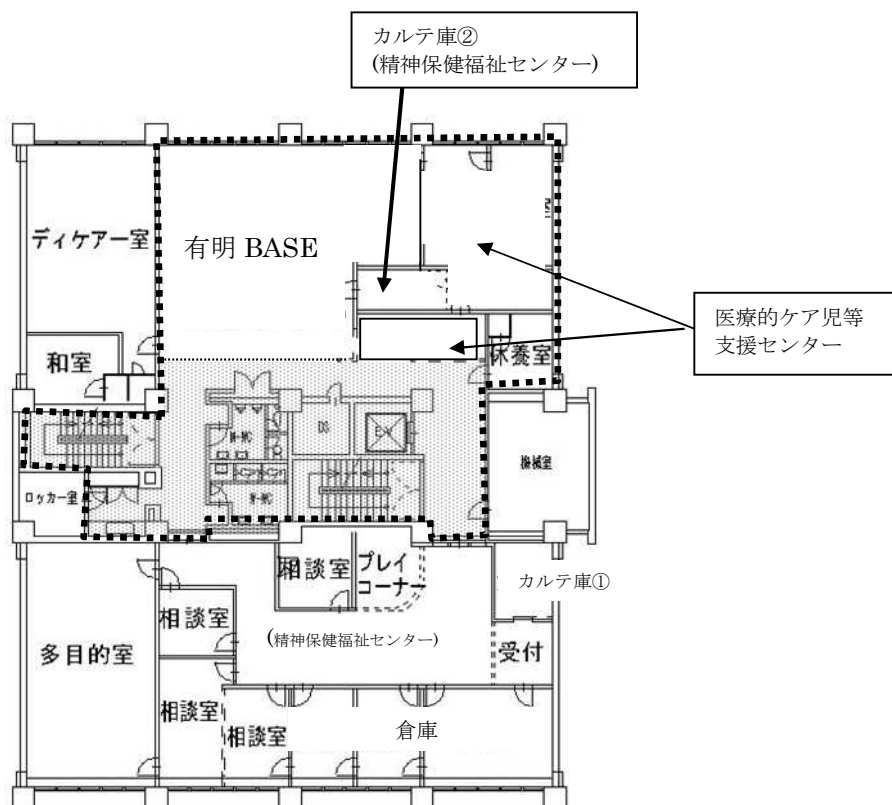 カルテ庫②
(精神保健福祉センター)
ディケアー室
有明 BASE
医療的ケア児等
支援センター
和室
休養室
M-WC
DS
EV
機械室
ロッカー室
W-WC
相談室
プレイ
コーナー
カルテ庫①
相談室
(精神保健福祉センター)
受付
多目的室
相談室
相談室
倉庫